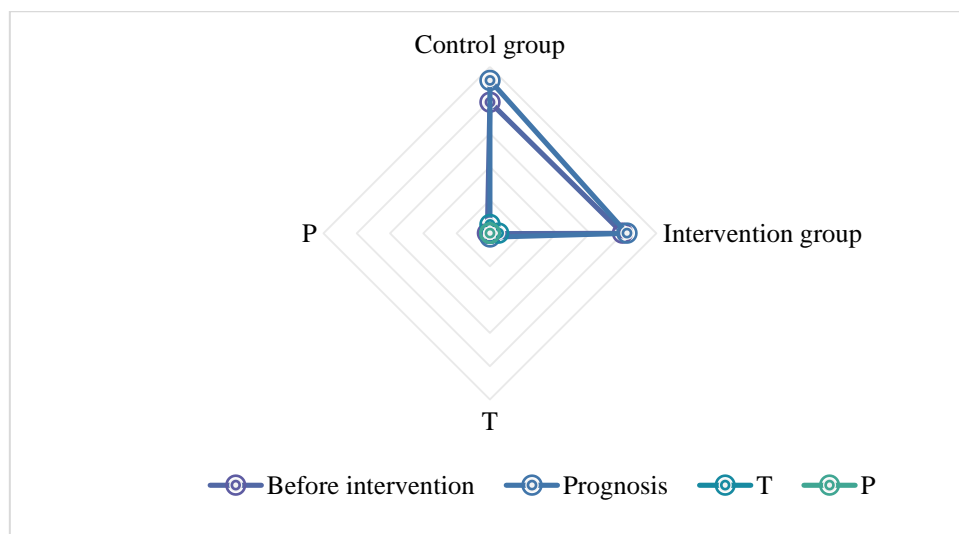 Control group
P
Intervention group
T
Before intervention
Prognosis
T
P